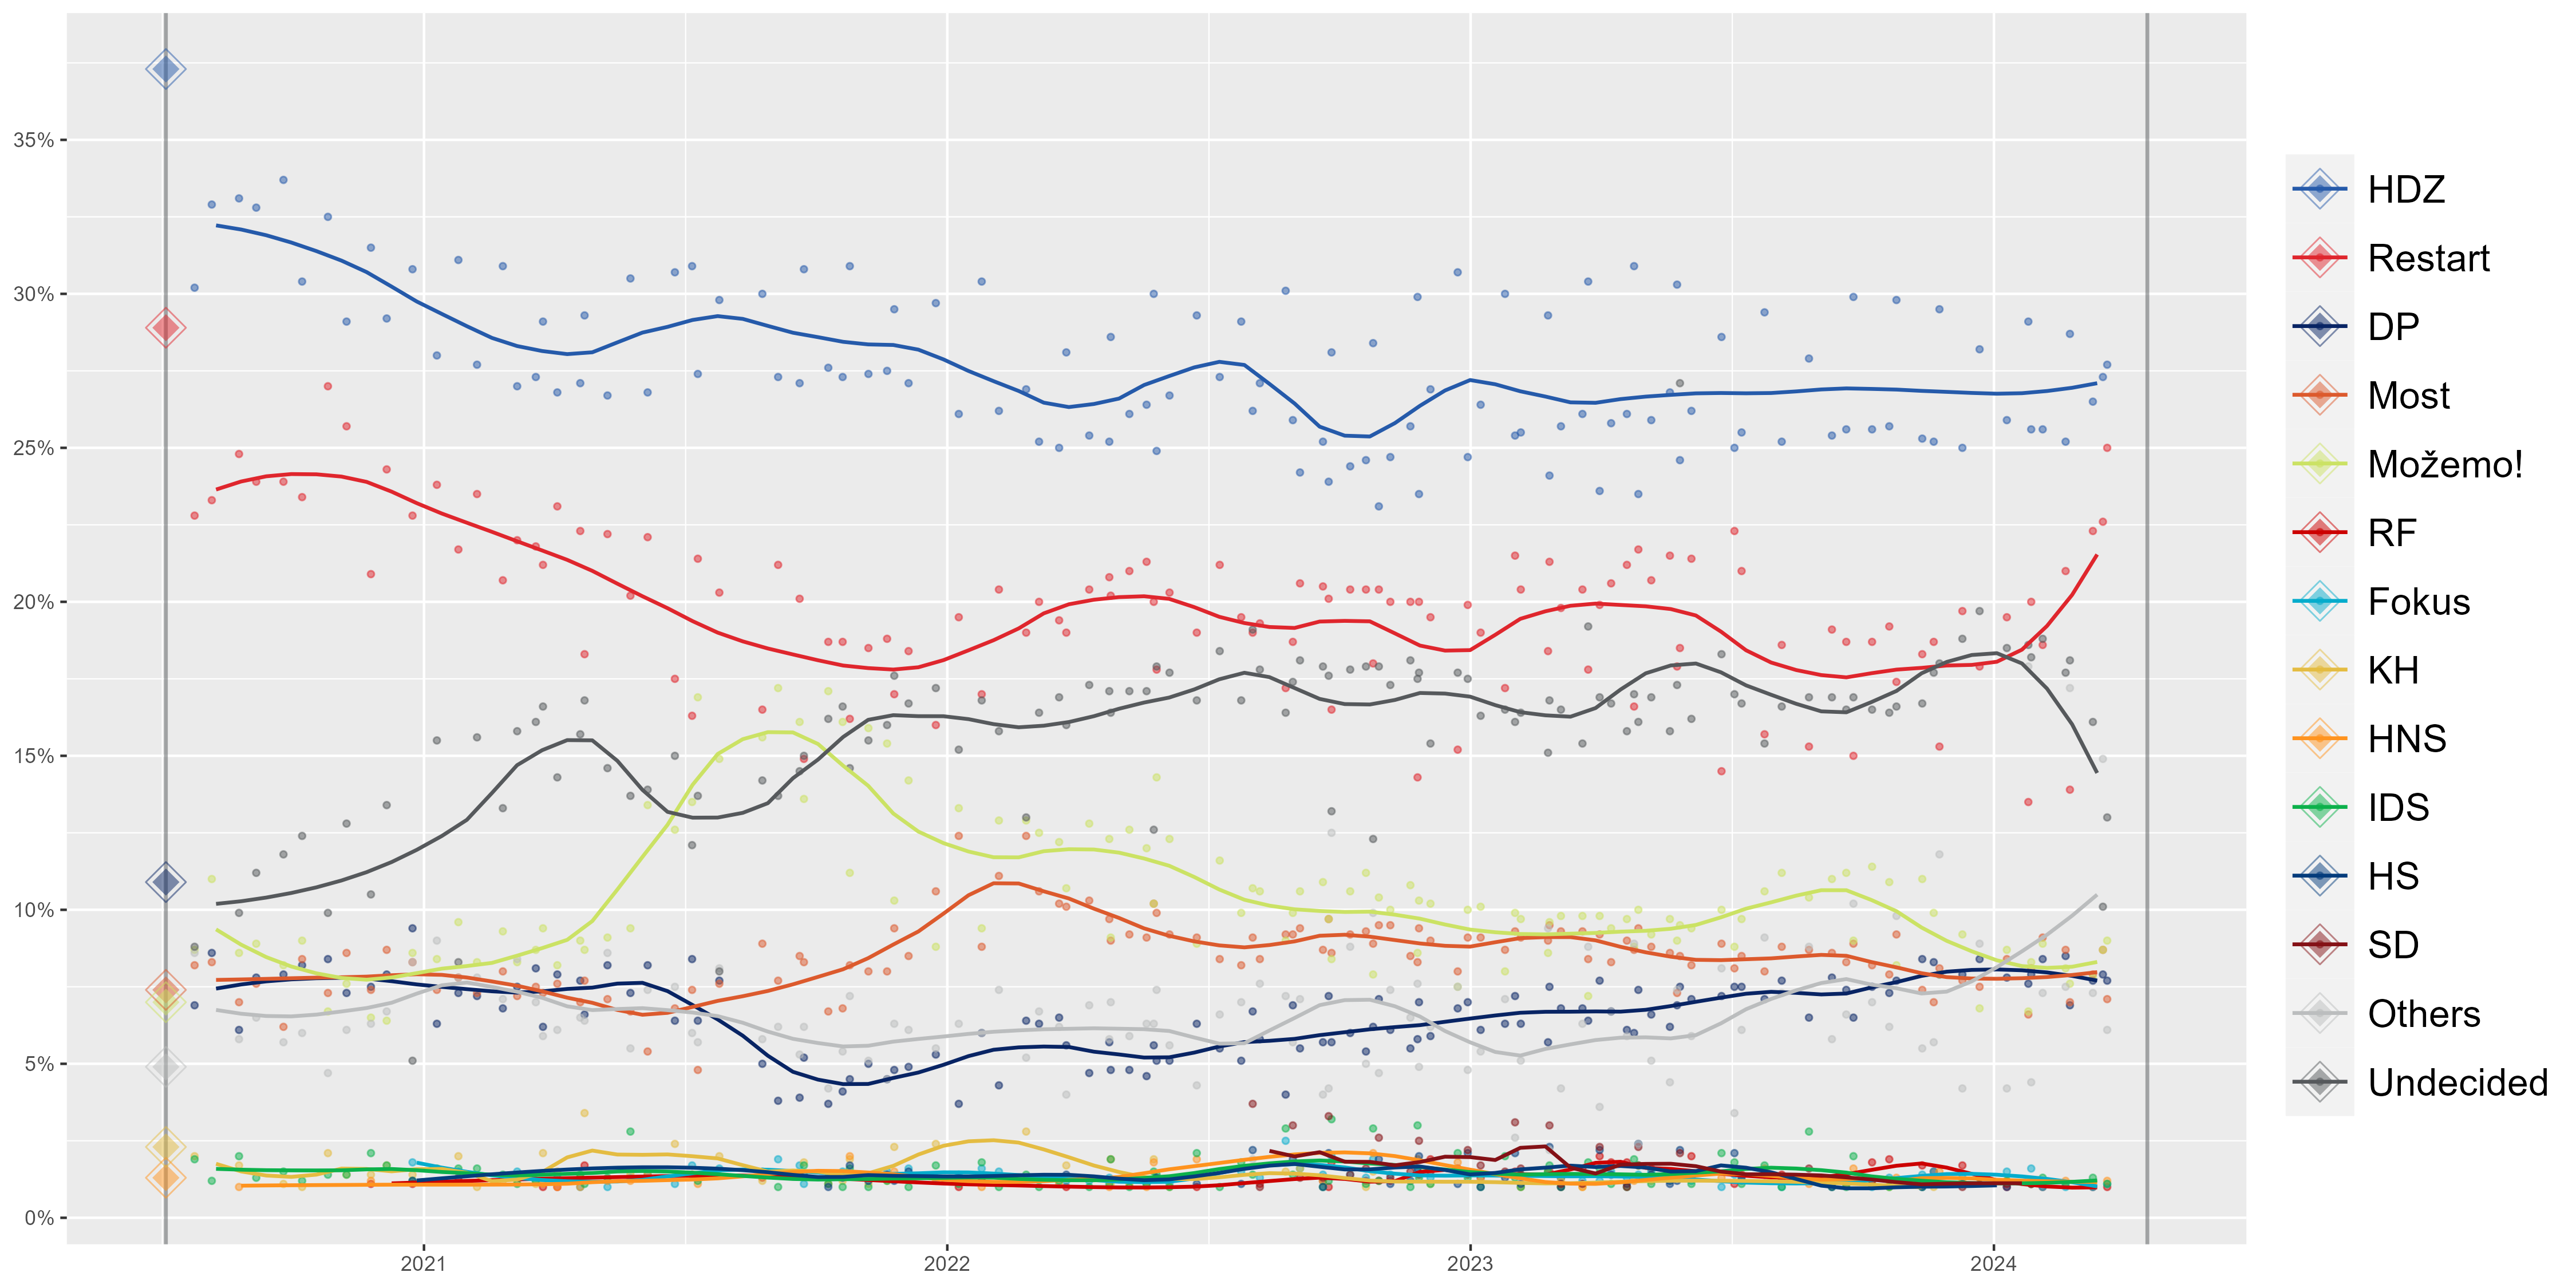 35%
30%
25%
20%
15%
10%
5%
0%
2021
2022
2023
2024
HDZ
Restart
DP
Most
Možemo!
RF
Fokus
KH
HNS
IDS
HS
SD
Others
Undecided